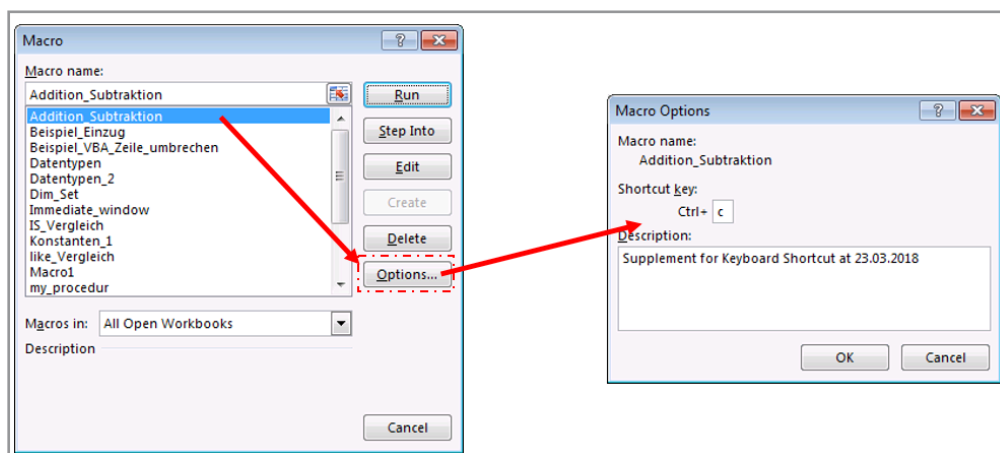 Macro
Macro name:
Addition_Subtraktion
Addition_Subtraktion
Beispiel_Einzug
Beispiel_VBA_Zeile_umbrechen
Datentypen
Datentypen_2
Dim_Set
Immediate_window
IS_Vergleich
Konstanten_1
like_Vergleich
Macro1
my_procedur
Run
Step Into
Edit
Create
Delete
Options...
Macros in: All Open Workbooks
Description
Cancel
Macro Options
Macro name:
Addition_Subtraktion
Shortcut key:
Ctrl+ c
Description:
Supplement for Keyboard Shortcut at 23.03.2018
OK Cancel